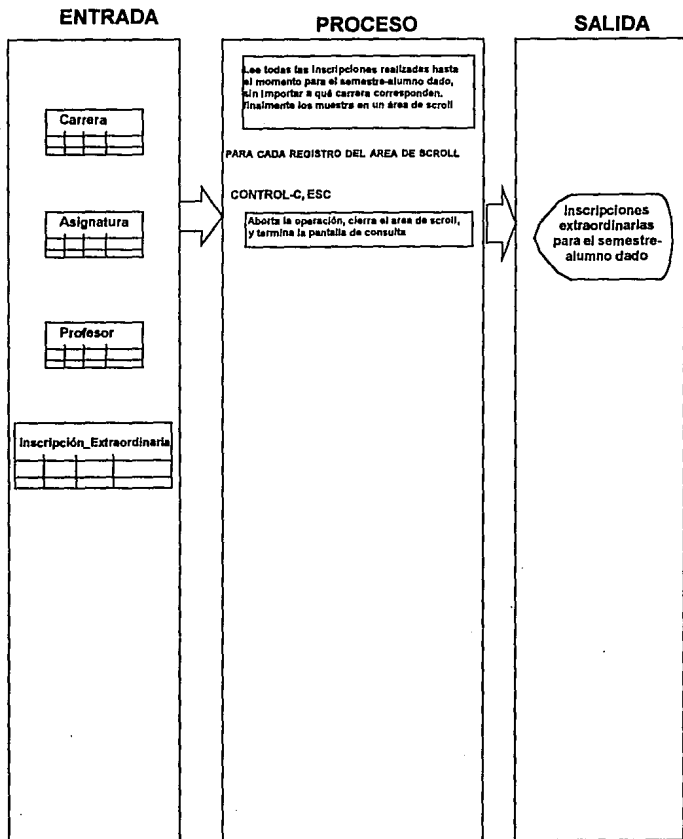 ENTRADA
PROCESO
SALIDA
Carrera
Asignatura
Profesor
Inscripción_Extraordinaria
Lee todas las inscripciones realizadas hasta
el momento para el semestre-alumno dado,
sin importar a qué carrera corresponden.
finalmente los muestra en un área de scroll
PARA CADA REGISTRO DEL AREA DE SCROLL
CONTROL-C, ESC
Aborta la operación, cierra el area de scroll,
y termina la pantalla de consulta
Inscripciones
extraordinarias
para el semestre-
alumno dado